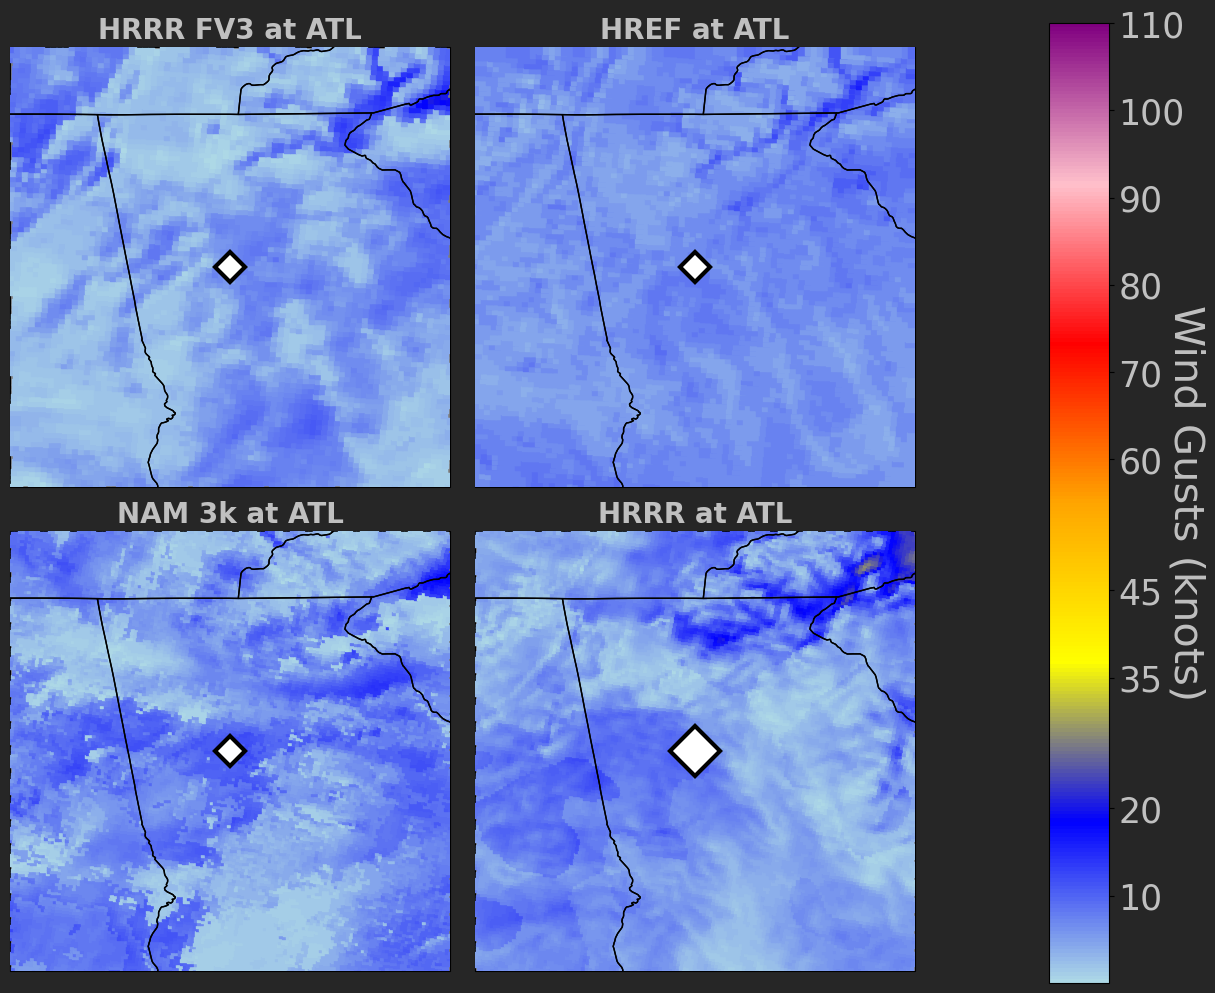 HRRR FV3 at ATL
HREF at ATL
NAM 3k at ATL
HRRR at ATL
110
100
90
80
70
60
45
35
20
10
Wind Gusts (knots)